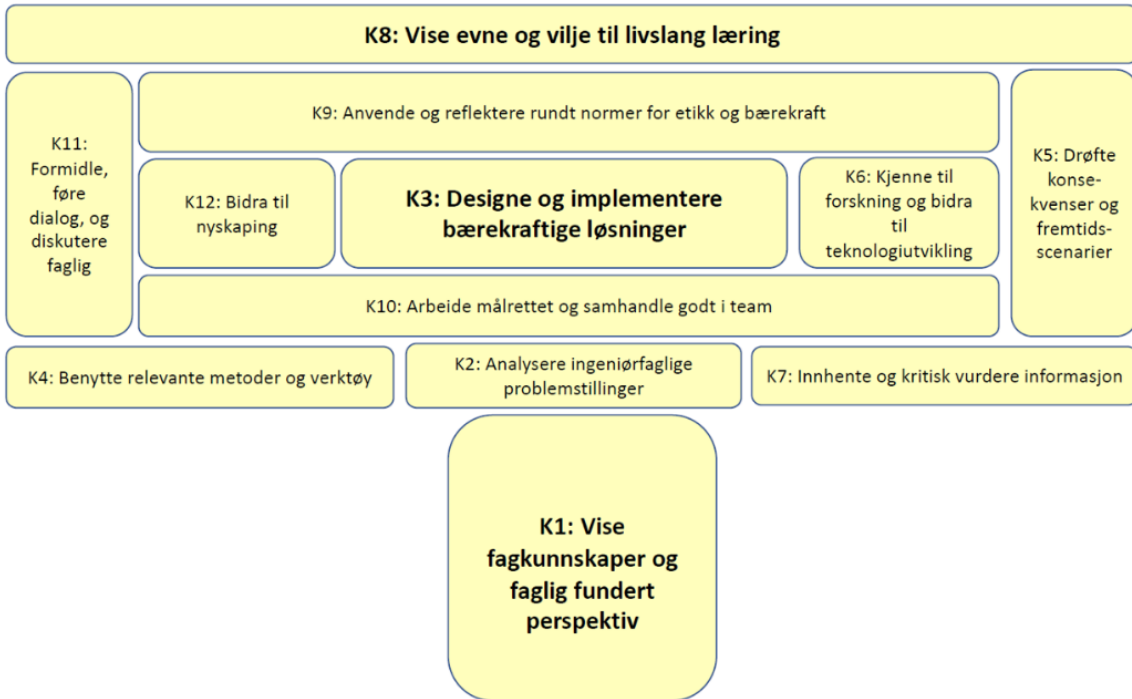 K8: Vise evne og vilje til livslang læring
K11:
Formidle,
føre
dialog, og
diskutere
faglig
K9: Anvende og reflektere rundt normer for etikk og bærekraft
K12: Bidra til
nyskaping
K3: Designe og implementere
bærekraftige løsninger
K6: Kjenne til
forskning og bidra
til
teknologiutvikling
K5: Drøfte
konse-
kvenser og
fremtids-
scenarier
K10: Arbeide målrettet og samhandle godt i team
K4: Benytte relevante metoder og verktøy
K2: Analysere ingeniørfaglige
problemstillinger
K7: Innhente og kritisk vurdere informasjon
K1: Vise
fagkunnskaper og
faglig fundert
perspektiv